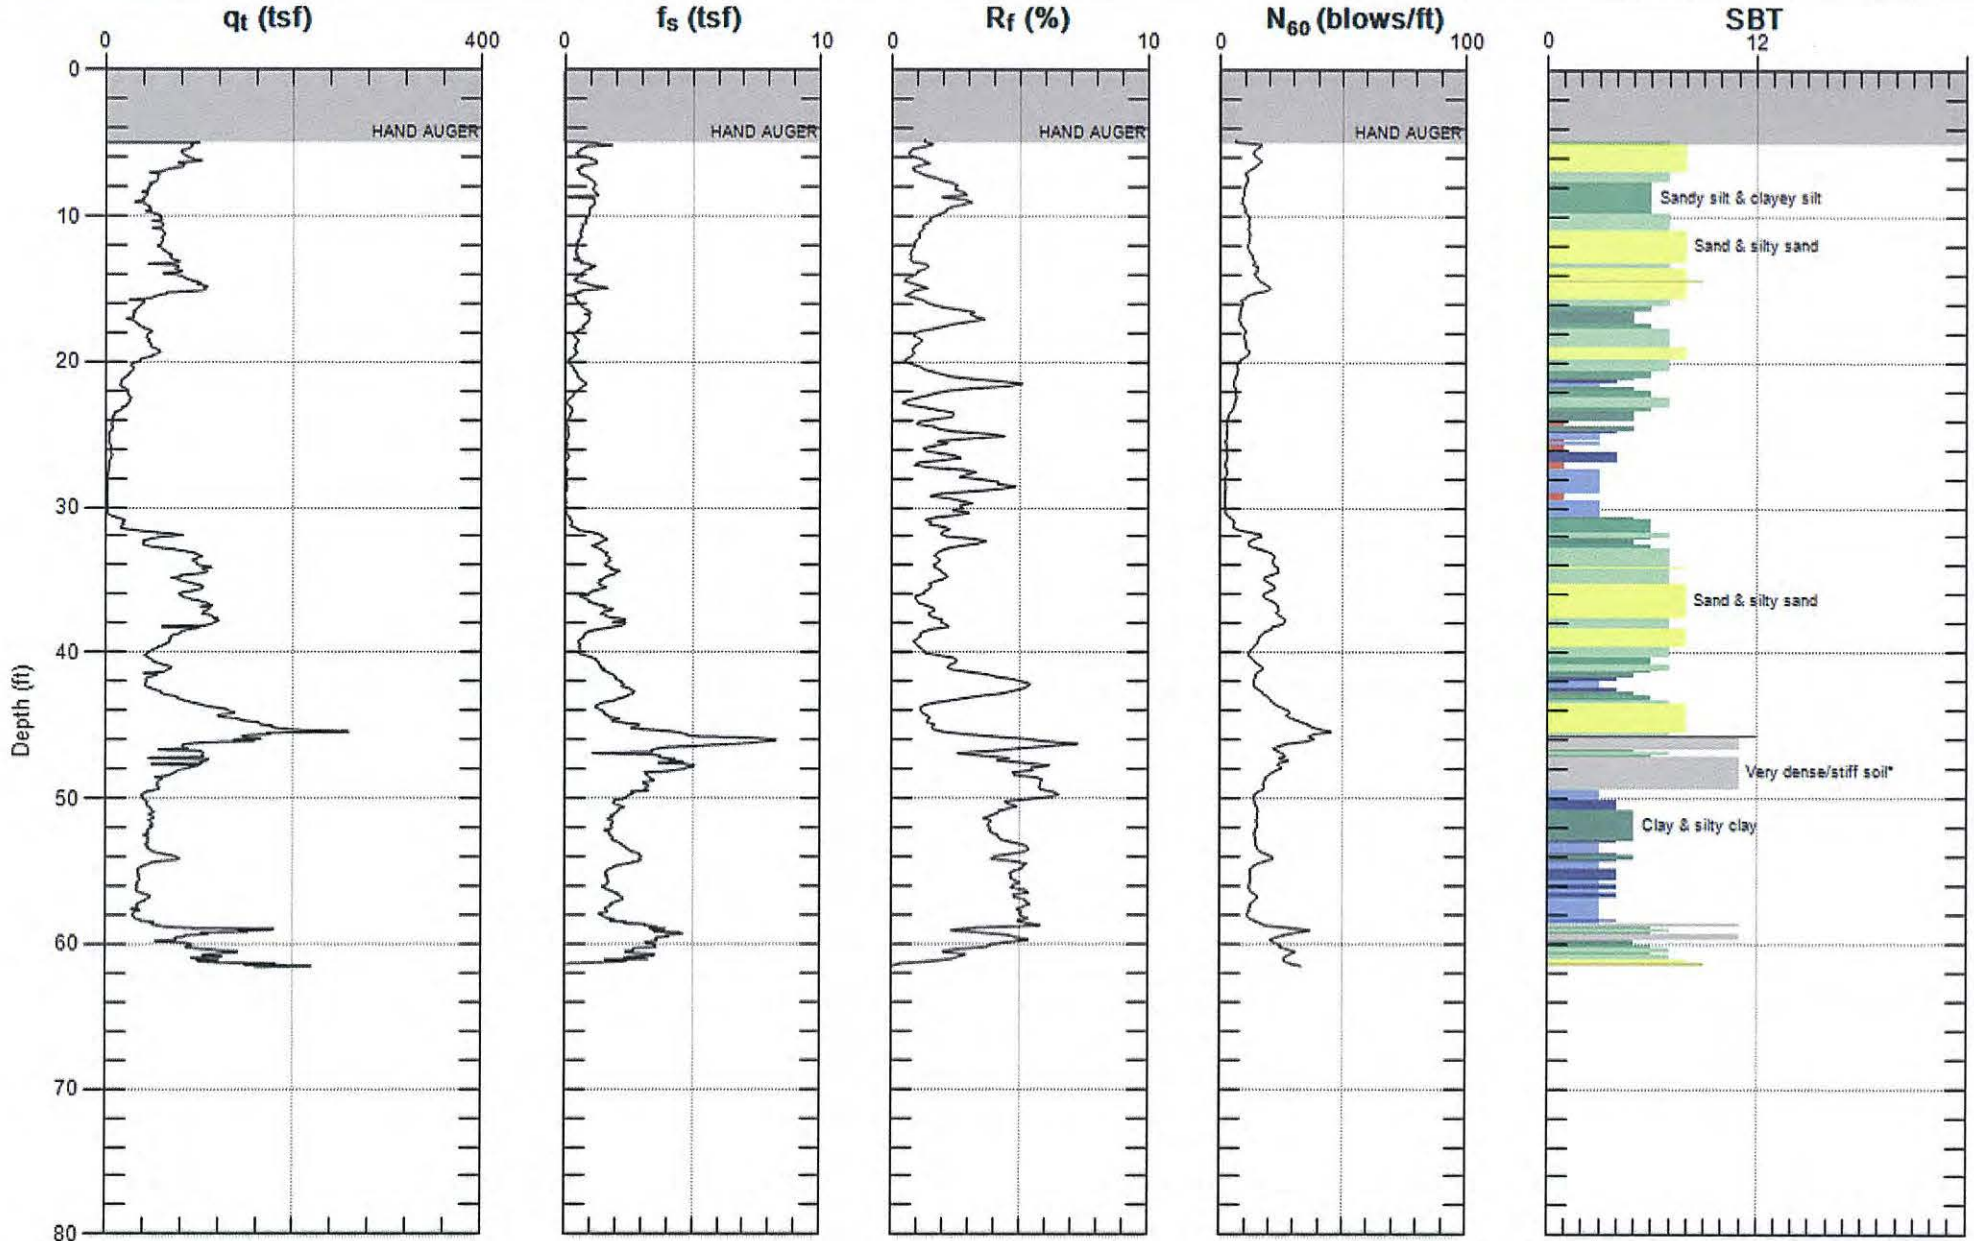 qt (tsf)
fs (tsf)
Rf (%)
N60 (blows/ft)
SBT
0 400
0 10
0 10
0 100
0 12
0
HAND AUGER
HAND AUGER
HAND AUGER
HAND AUGER
10
Sandy silt & clayey silt
Sand & silty sand
20
30
Sand & silty sand
40
Depth (ft)
Very dense/stiff soil*
50
Clay & silty clay
60
70
80